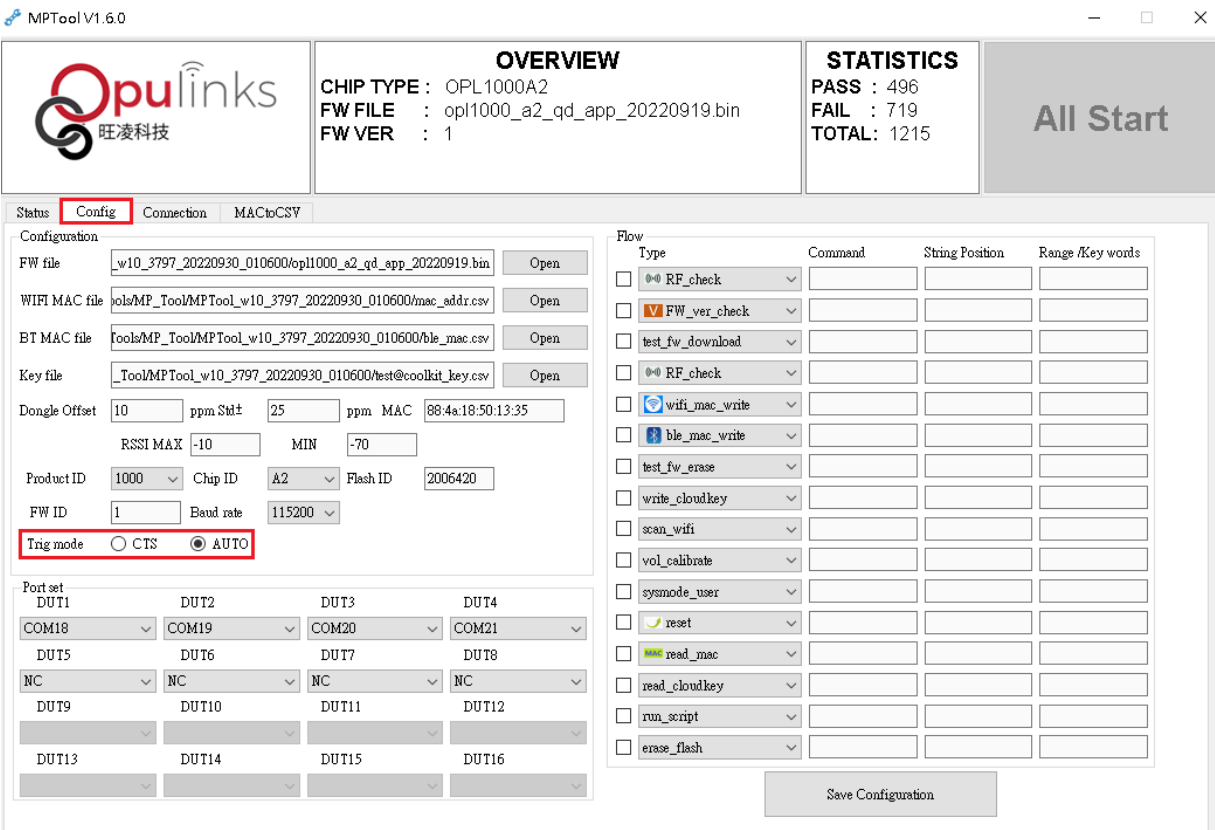 MPTool V1.6.0
Opulinks
旺凌科技
OVERVIEW
CHIP TYPE : OPL1000A2
FW FILE : opl1000_a2_qd_app_20220919.bin
FW VER : 1
STATISTICS
PASS : 496
FAIL : 719
TOTAL: 1215
All Start
Status Config Connection MACtoCSV
Configuration
FW file _w10_3797_20220930_010600/opl1000_a2_qd_app_20220919.bin Open
WIFI MAC file ools/MP_Tool/MPTool_w10_3797_20220930_010600/mac_addr.csv Open
BT MAC file Tools/MP_Tool/MPTool_w10_3797_20220930_010600/ble_mac.csv Open
Key file _Tool/MPTool_w10_3797_20220930_010600/test@coolkit_key.csv Open
Dongle Offset 10 ppm Std± 25 ppm MAC 88:4a:18:50:13:35
RSSI MAX -10 MIN -70
Product ID 1000 Chip ID A2 Flash ID 2006420
FW ID 1 Baud rate 115200
Trig mode CTS AUTO
Port set
DUT1 DUT2 DUT3 DUT4
COM18 COM19 COM20 COM21
DUT5 DUT6 DUT7 DUT8
NC NC NC NC
DUT9 DUT10 DUT11 DUT12
DUT13 DUT14 DUT15 DUT16
Flow
Type Command String Position Range /Key words
RF_check
V FW_ver_check
test_fw_download
RF_check
wifi_mac_write
ble_mac_write
test_fw_erase
write_cloudkey
scan_wifi
vol_calibrate
sysmode_user
reset
MAC read_mac
read_cloudkey
run_script
erase_flash
Save Configuration